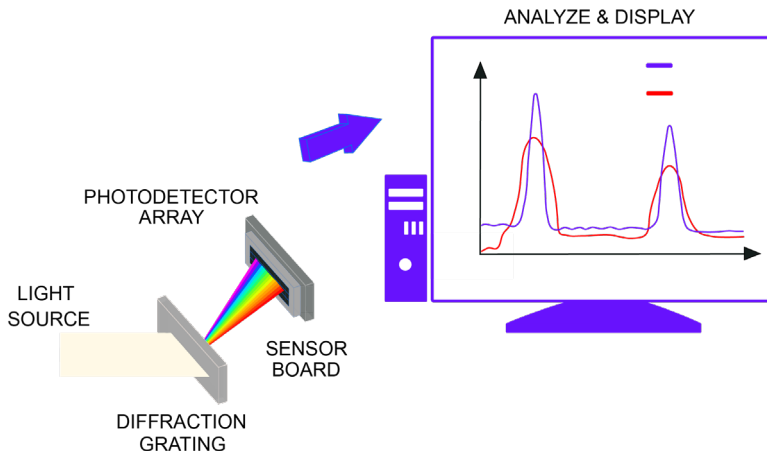 ANALYZE & DISPLAY
PHOTODETECTOR
ARRAY
LIGHT
SOURCE
SENSOR
BOARD
DIFFRACTION
GRATING